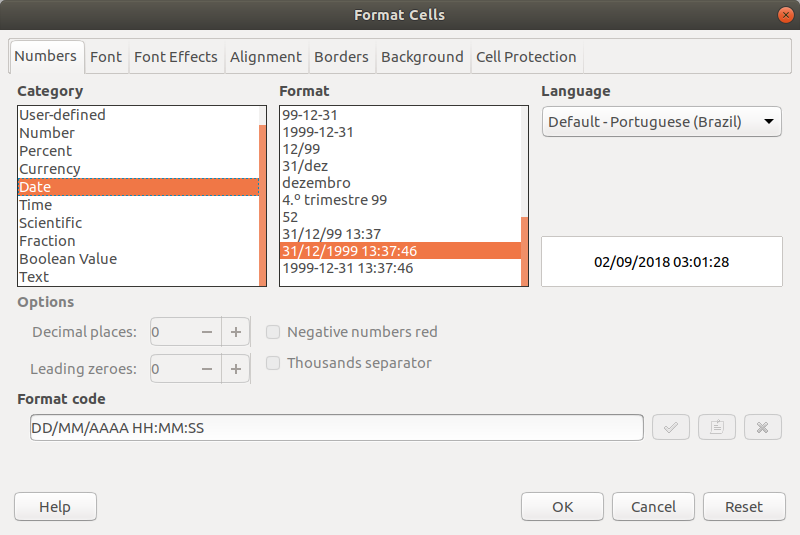 Format Cells
Numbers Font Font Effects Alignment Borders Background Cell Protection
Category
User-defined
Number
Percent
Currency
Date
Time
Scientific
Fraction
Boolean Value
Text
Format
99-12-31
1999-12-31
12/99
31/dez
dezembro
4.º trimestre 99
52
31/12/99 13:37
31/12/1999 13:37:46
1999-12-31 13:37:46
Language
Default - Portuguese (Brazil)
02/09/2018 03:01:28
Options
Decimal places: 0
Negative numbers red
Leading zeroes: 0
Thousands separator
Format code
DD/MM/AAAA HH:MM:SS
Help OK Cancel Reset